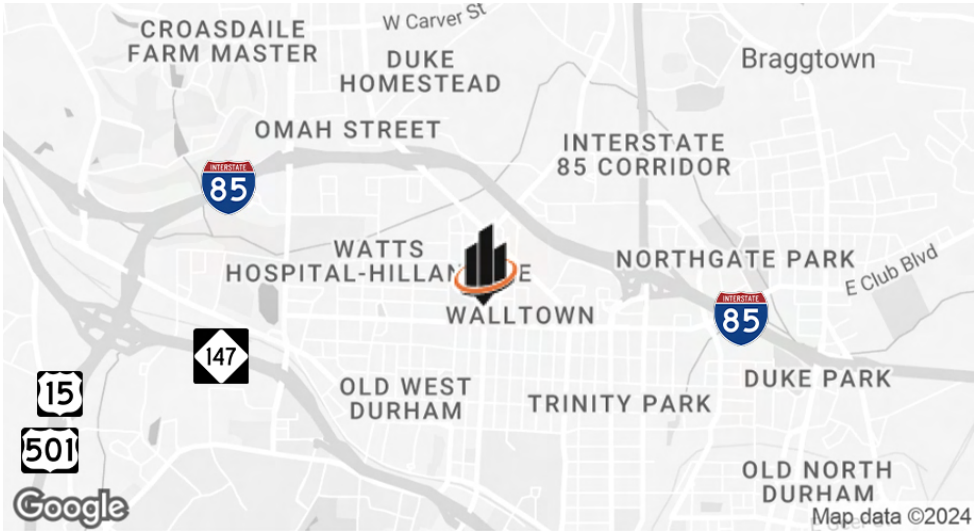 CROASDAILE
FARM MASTER
W Carver St
DUKE
HOMESTEAD
Braggtown
OMAH STREET
INTERSTATE
85 CORRIDOR
INTERSTATE
85
WATTS
HOSPITAL-HILLAN E
NORTHGATE PARK
E Club Blvd
WALLTOWN
INTERSTATE
85
147
15
OLD WEST
DURHAM
TRINITY PARK
DUKE PARK
501
OLD NORTH
DURHAM
Google
Map data ©2024